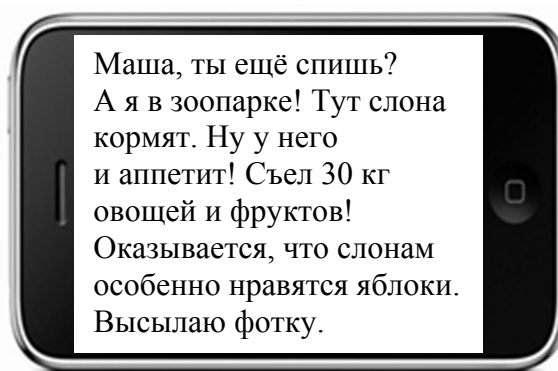 Маша, ты ещё спишь?
А я в зоопарке! Тут слона
кормят. Ну у него
и аппетит! Съел 30 кг
овощей и фруктов!
Оказывается, что слонам
особенно нравятся яблоки.
Высылаю фотку.